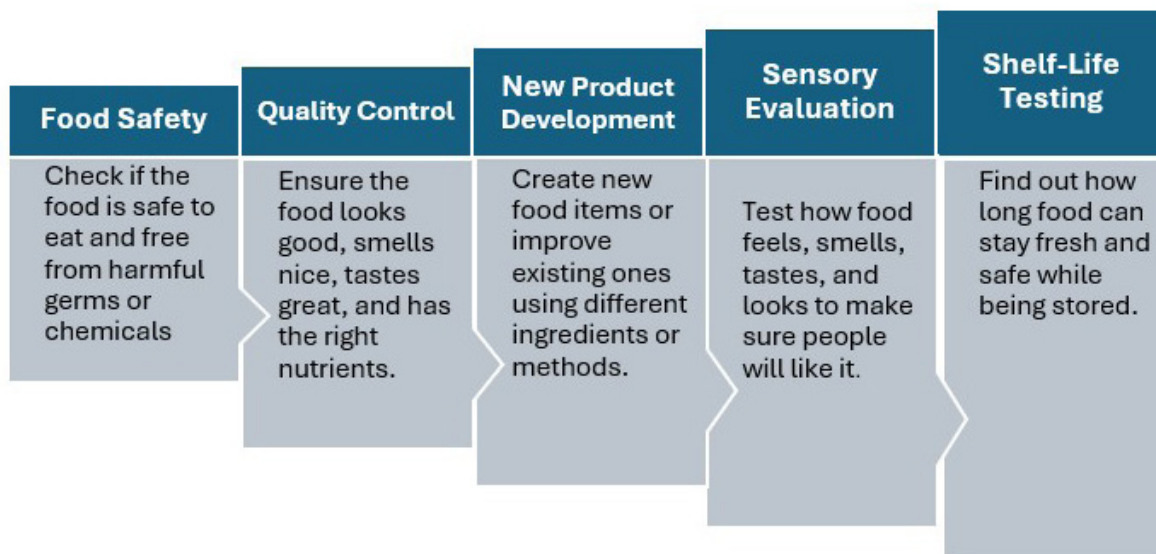 Food Safety
Check if the
food is safe to
eat and free
from harmful
germs or
chemicals
Quality Control
Ensure the
food looks
good, smells
nice, tastes
great, and has
the right
nutrients.
New Product
Development
Create new
food items or
improve
existing ones
using different
ingredients or
methods.
Sensory
Evaluation
Test how food
feels, smells,
tastes, and
looks to make
sure people
will like it.
Shelf-Life
Testing
Find out how
long food can
stay fresh and
safe while
being stored.